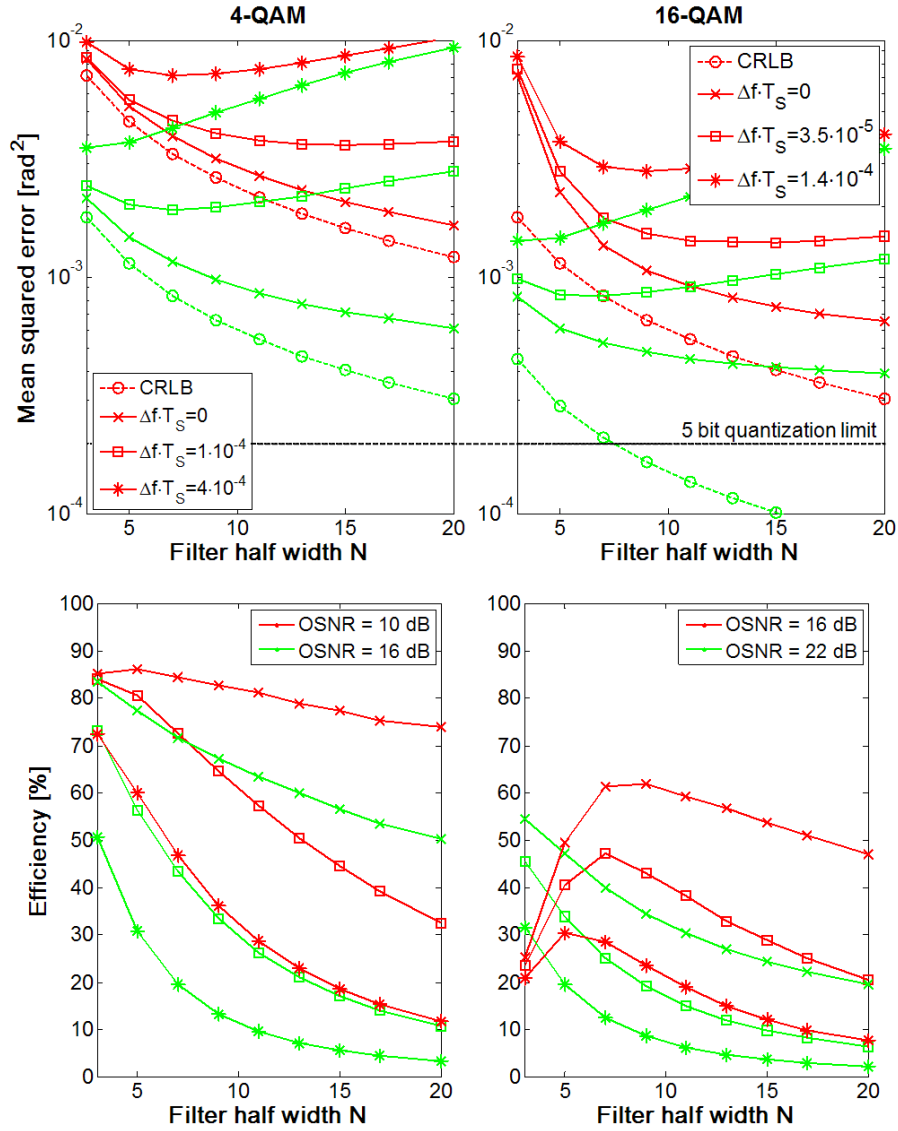 4-QAM
16-QAM
Mean squared error [rad²]
10⁻²
10⁻³
10⁻⁴
CRLB
Δf·T_S=0
Δf·T_S=1·10⁻⁴
Δf·T_S=4·10⁻⁴
5 10 15 20
Filter half width N
10⁻²
10⁻³
10⁻⁴
CRLB
Δf·T_S=0
Δf·T_S=3.5·10⁻⁵
Δf·T_S=1.4·10⁻⁴
5 bit quantization limit
5 10 15 20
Filter half width N
Efficiency [%]
100
90
80
70
60
50
40
30
20
10
0
OSNR = 10 dB
OSNR = 16 dB
5 10 15 20
Filter half width N
100
90
80
70
60
50
40
30
20
10
0
OSNR = 16 dB
OSNR = 22 dB
5 10 15 20
Filter half width N